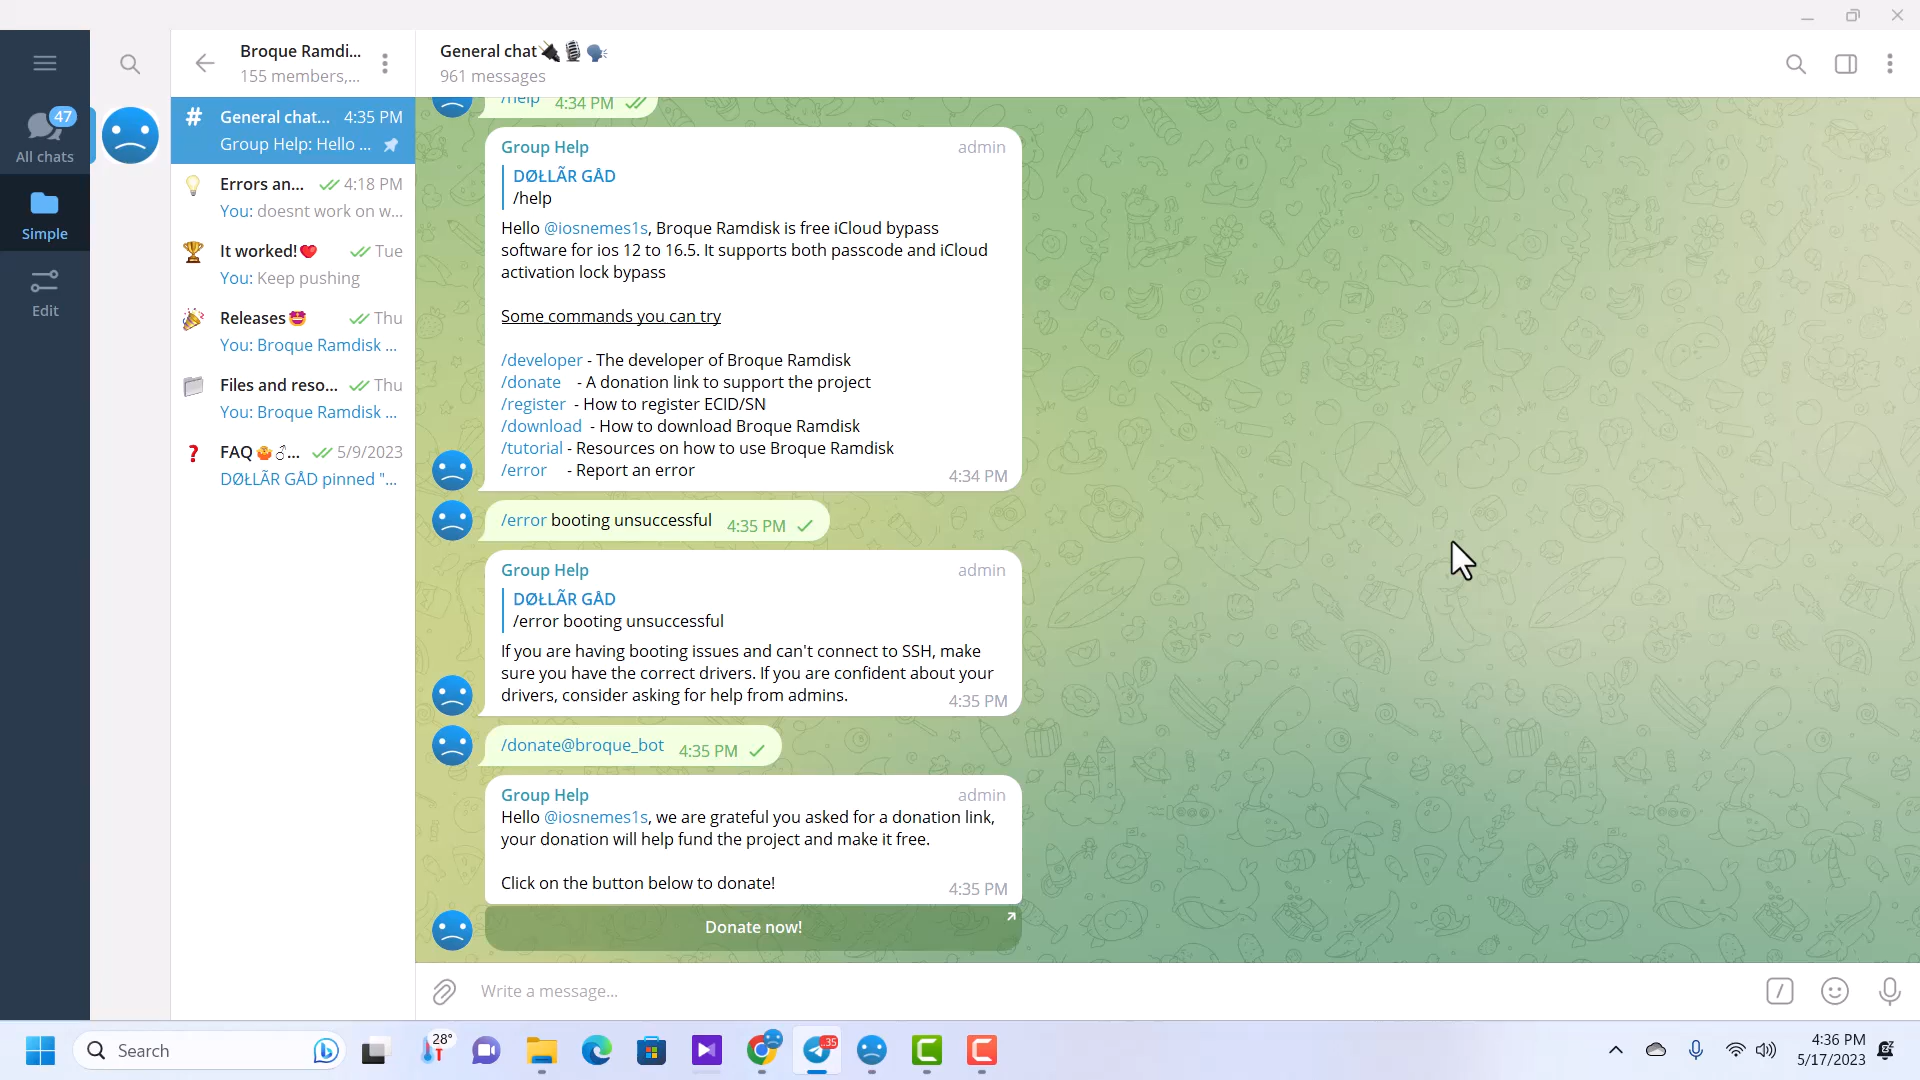 Broque Ramdi...
155 members,...
General chat
961 messages
47
All chats
Simple
Edit
# General chat... 4:35 PM
Group Help: Hello ...
Errors an... 4:18 PM
You: doesnt work on w...
It worked! Tue
You: Keep pushing
Releases Thu
You: Broque Ramdisk ...
Files and reso... Thu
You: Broque Ramdisk ...
FAQ ... 5/9/2023
DØŁLÃR GÅD pinned "...
/help 4:34 PM
Group Help admin
DØŁLÃR GÅD
/help
Hello @iosnemes1s, Broque Ramdisk is free iCloud bypass
software for ios 12 to 16.5. It supports both passcode and iCloud
activation lock bypass
Some commands you can try
/developer - The developer of Broque Ramdisk
/donate - A donation link to support the project
/register - How to register ECID/SN
/download - How to download Broque Ramdisk
/tutorial - Resources on how to use Broque Ramdisk
/error - Report an error
4:34 PM
/error booting unsuccessful 4:35 PM
Group Help admin
DØŁLÃR GÅD
/error booting unsuccessful
If you are having booting issues and can't connect to SSH, make
sure you have the correct drivers. If you are confident about your
drivers, consider asking for help from admins. 4:35 PM
/donate@broque_bot 4:35 PM
Group Help admin
Hello @iosnemes1s, we are grateful you asked for a donation link,
your donation will help fund the project and make it free.
Click on the button below to donate! 4:35 PM
Donate now!
Write a message...
Search
28°
..35
4:36 PM
5/17/2023